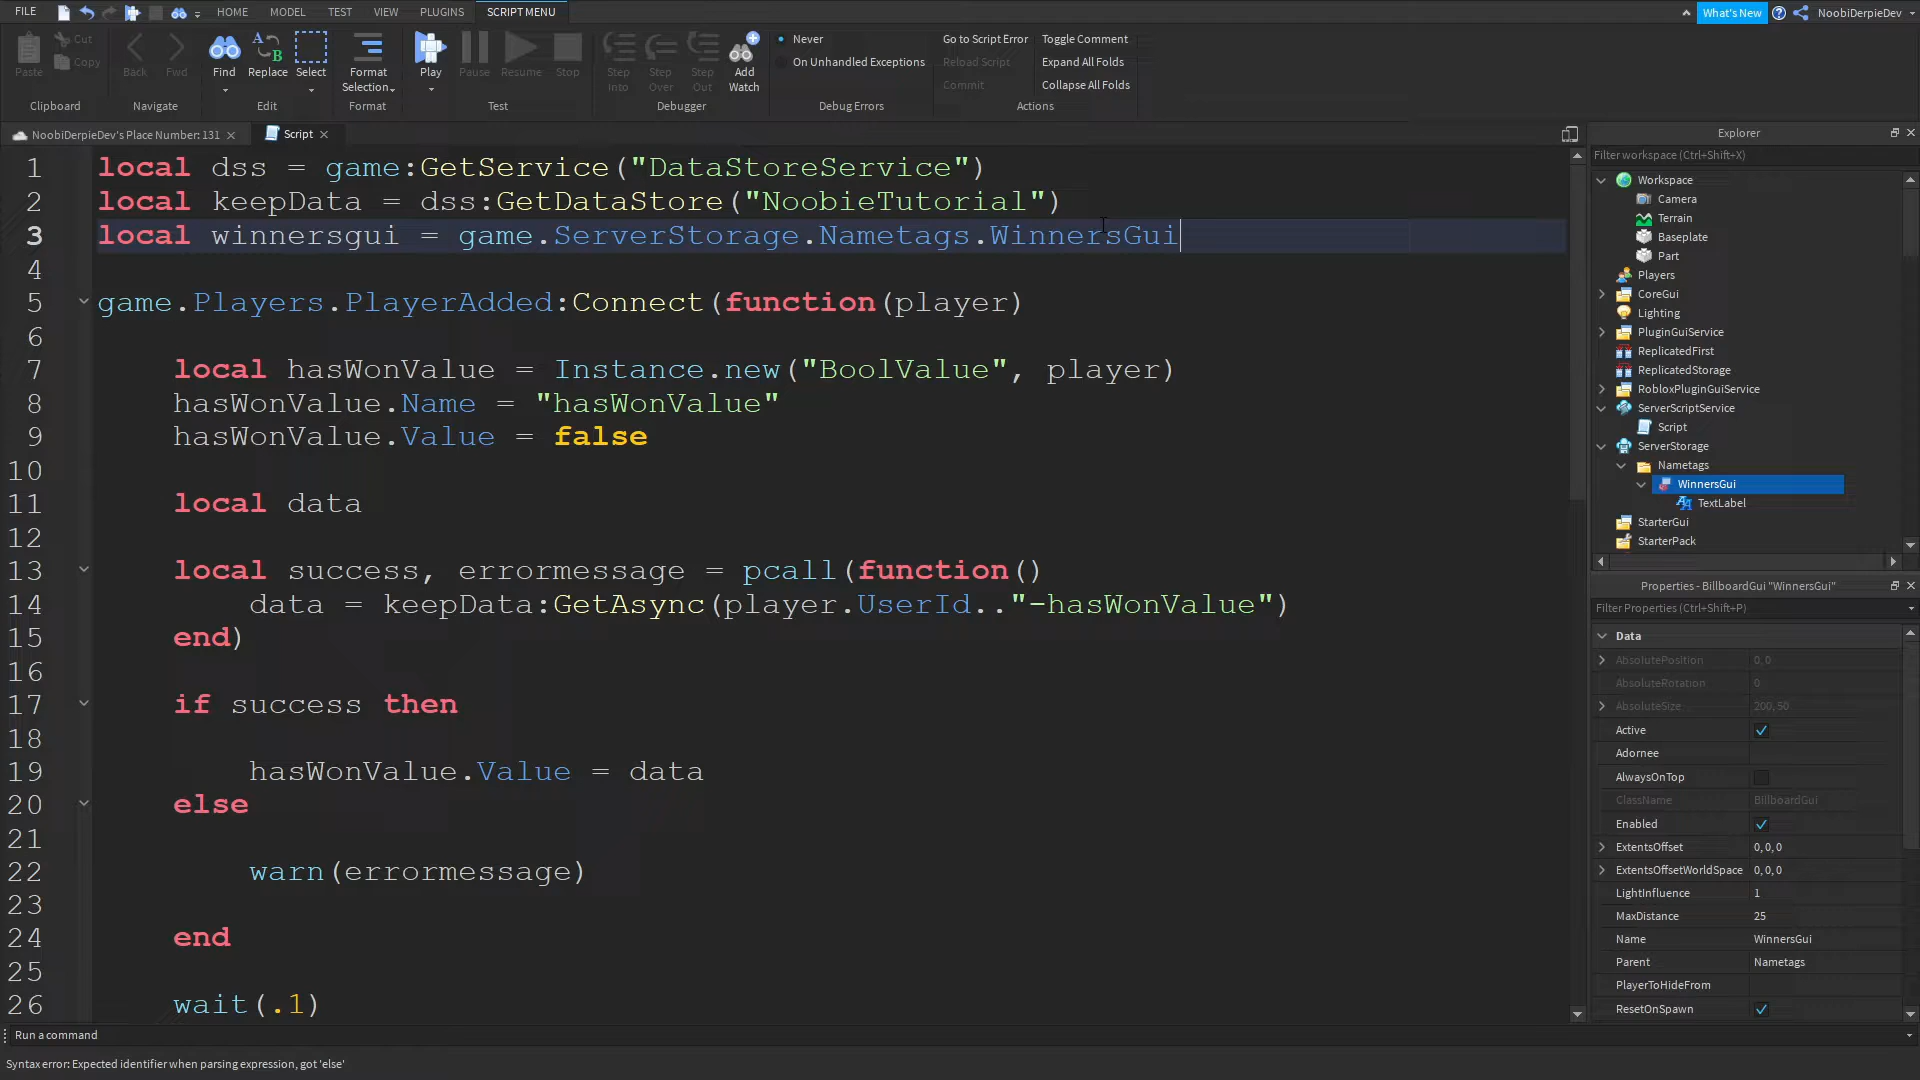 FILE HOME MODEL TEST VIEW PLUGINS SCRIPT MENU What's New NoobiDerpieDev
Paste Cut Copy Back Fwd Find Replace Select Format Selection Play Pause Resume Stop Step Into Step Over Step Out Add Watch
Never
On Unhandled Exceptions
Go to Script Error Toggle Comment
Reload Script Expand All Folds
Commit Collapse All Folds
Clipboard Navigate Edit Format Test Debugger Debug Errors Actions
NoobiDerpieDev's Place Number: 131 Script
1 local dss = game:GetService("DataStoreService")
2 local keepData = dss:GetDataStore("NoobieTutorial")
3 local winnersgui = game.ServerStorage.Nametags.WinnersGui
4
5 game.Players.PlayerAdded:Connect(function(player)
6
7 local hasWonValue = Instance.new("BoolValue", player)
8 hasWonValue.Name = "hasWonValue"
9 hasWonValue.Value = false
10
11 local data
12
13 local success, errormessage = pcall(function()
14 data = keepData:GetAsync(player.UserId.."-hasWonValue")
15 end)
16
17 if success then
18
19 hasWonValue.Value = data
20 else
21
22 warn(errormessage)
23
24 end
25
26 wait(.1)
Explorer
Filter workspace (Ctrl+Shift+X)
Workspace
Camera
Terrain
Baseplate
Part
Players
CoreGui
Lighting
PluginGuiService
ReplicatedFirst
ReplicatedStorage
RobloxPluginGuiService
ServerScriptService
Script
ServerStorage
Nametags
WinnersGui
TextLabel
StarterGui
StarterPack
Properties - BillboardGui "WinnersGui"
Filter Properties (Ctrl+Shift+P)
Data
AbsolutePosition 0, 0
AbsoluteRotation 0
AbsoluteSize 200, 50
Active
Adornee
AlwaysOnTop
ClassName BillboardGui
Enabled
ExtentsOffset 0, 0, 0
ExtentsOffsetWorldSpace 0, 0, 0
LightInfluence 1
MaxDistance 25
Name WinnersGui
Parent Nametags
PlayerToHideFrom
ResetOnSpawn
Run a command
Syntax error: Expected identifier when parsing expression, got 'else'